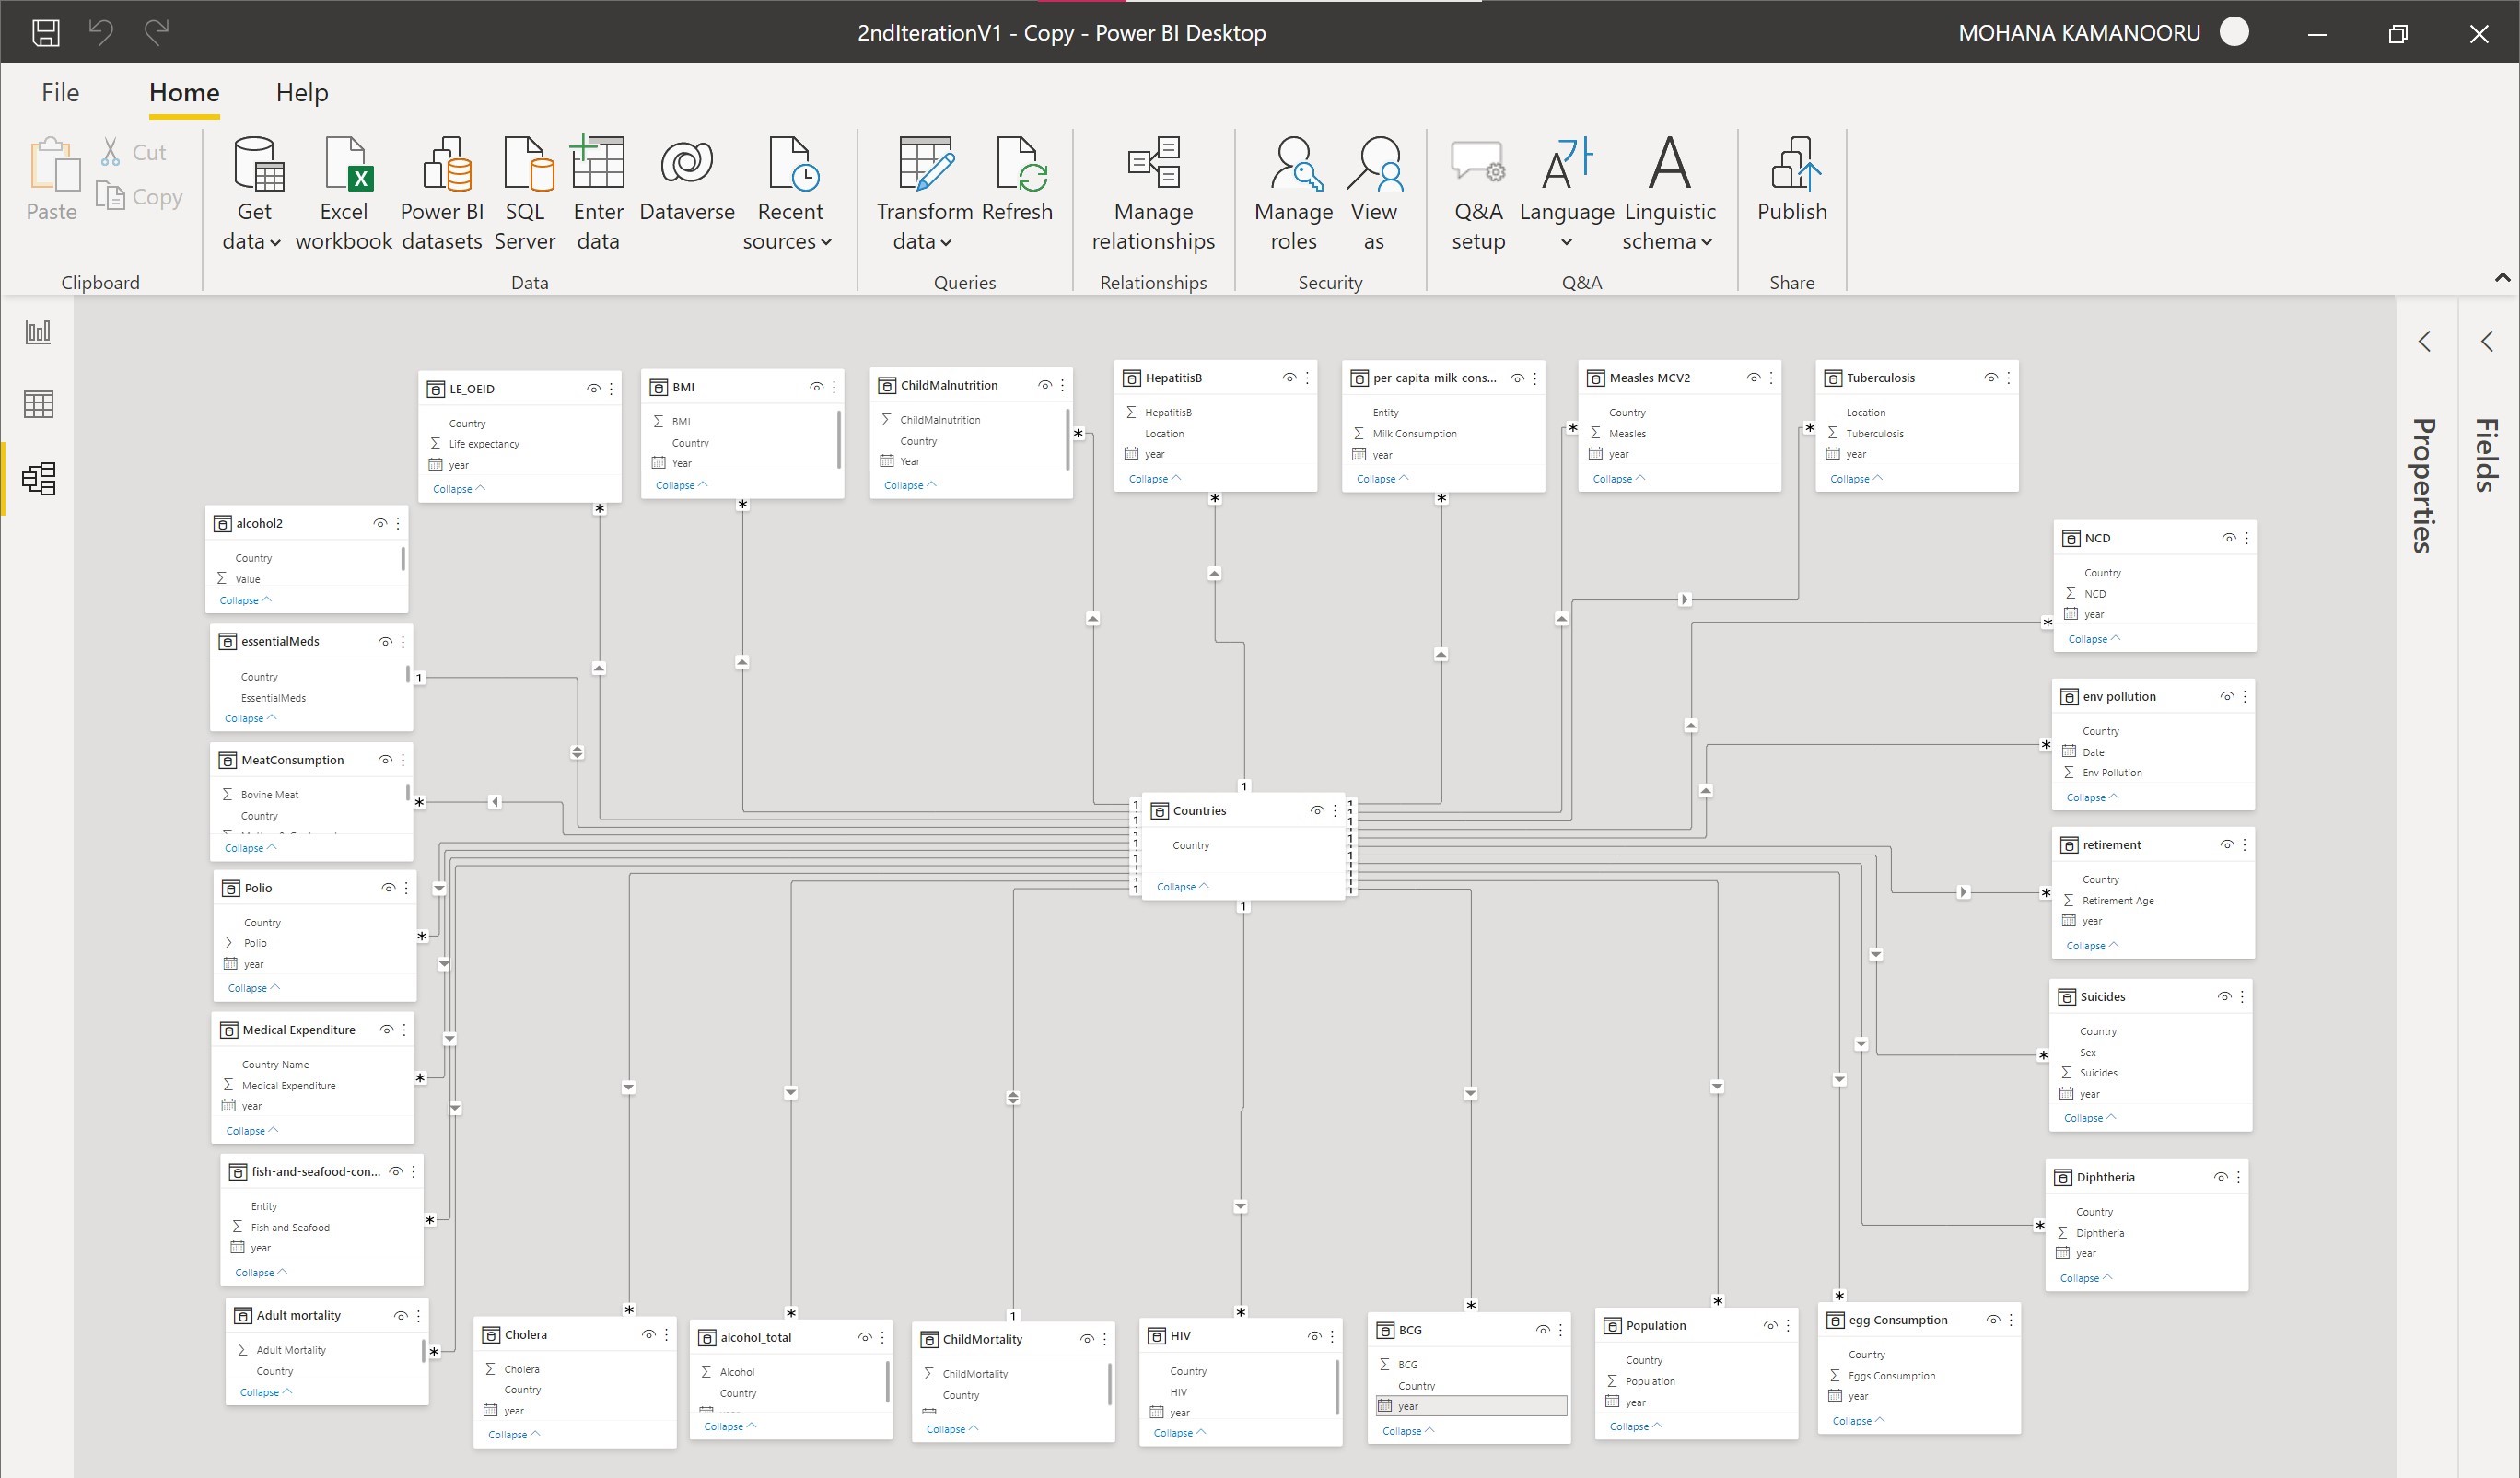 2ndIterationV1 - Copy - Power BI Desktop
MOHANA KAMANOORU
File Home Help
Paste
Cut
Copy
Get data
Excel workbook
Power BI datasets
SQL Server
Enter data
Dataverse
Recent sources
Transform data
Refresh
Manage relationships
Manage roles
View as
Q&A setup
Language
Linguistic schema
Publish
Clipboard
Data
Queries
Relationships
Security
Q&A
Share
Properties
Fields
LE_OEID
Country
Life expectancy
year
Collapse
BMI
BMI
Country
Year
Collapse
ChildMalnutrition
ChildMalnutrition
Country
Year
Collapse
HepatitisB
HepatitisB
Location
year
Collapse
per-capita-milk-cons...
Entity
Milk Consumption
year
Collapse
Measles MCV2
Country
Measles
year
Collapse
Tuberculosis
Location
Tuberculosis
year
Collapse
alcohol2
Country
Value
Collapse
essentialMeds
Country
EssentialMeds
Collapse
MeatConsumption
Bovine Meat
Country
Collapse
Polio
Country
Polio
year
Collapse
Medical Expenditure
Country Name
Medical Expenditure
year
Collapse
fish-and-seafood-con...
Entity
Fish and Seafood
year
Collapse
Adult mortality
Adult Mortality
Country
Collapse
Countries
Country
Collapse
NCD
Country
NCD
year
Collapse
env pollution
Country
Date
Env Pollution
Collapse
retirement
Country
Retirement Age
year
Collapse
Suicides
Country
Sex
Suicides
year
Collapse
Diphtheria
Country
Diphtheria
year
Collapse
Cholera
Cholera
Country
year
Collapse
alcohol_total
Alcohol
Country
Collapse
ChildMortality
ChildMortality
Country
Collapse
HIV
Country
HIV
year
Collapse
BCG
BCG
Country
year
Collapse
Population
Country
Population
year
Collapse
egg Consumption
Country
Eggs Consumption
year
Collapse